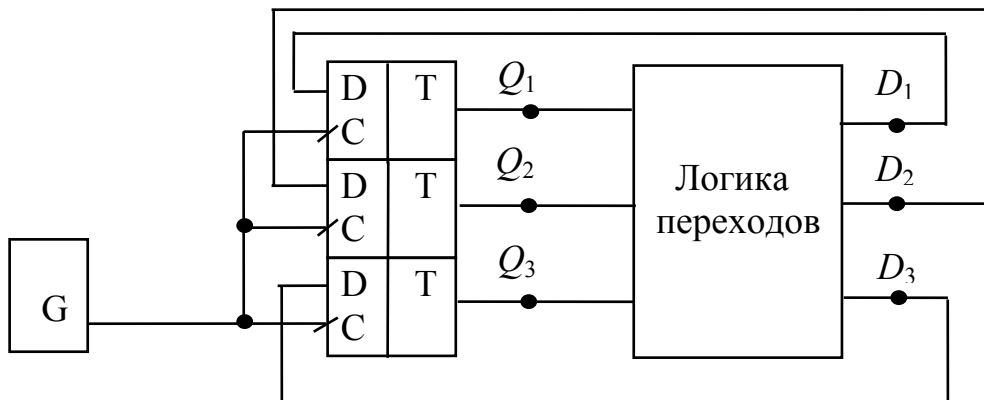 D T Q1 D1
C
D T Q2 Логика D2
C переходов
D T Q3 D3
G C